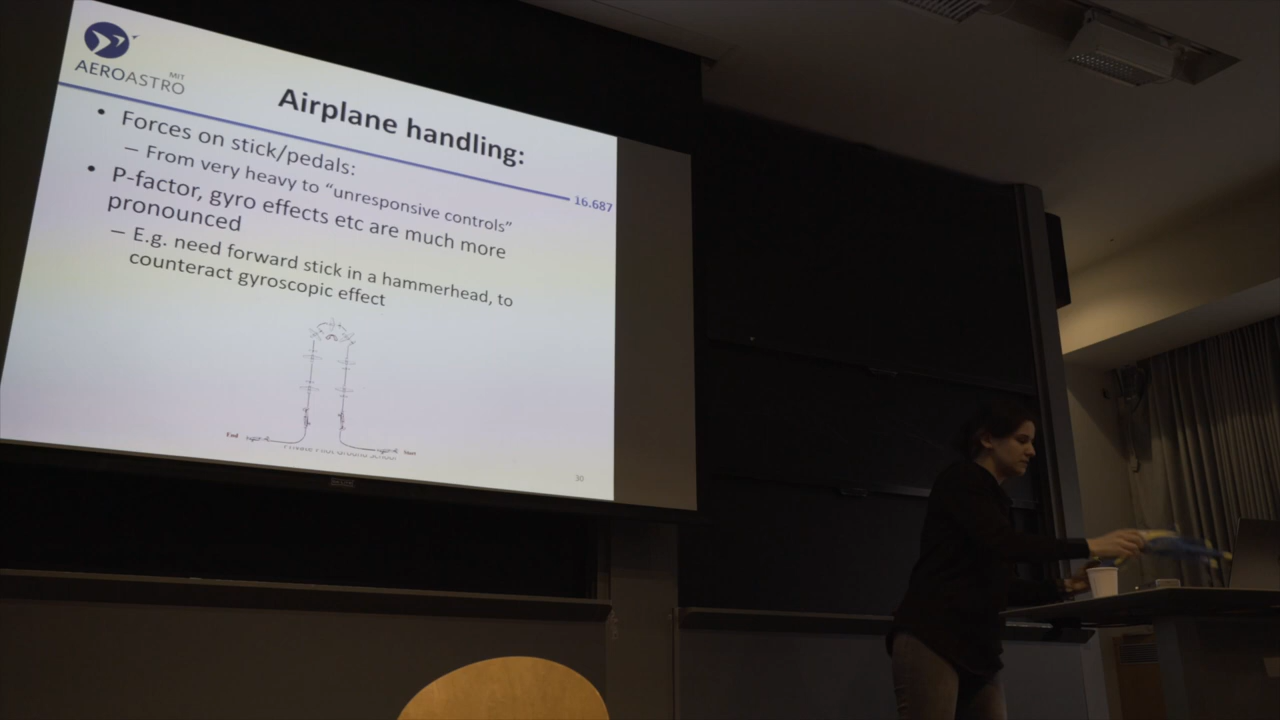 MIT
AEROASTRO
Airplane handling:
16.687
• Forces on stick/pedals:
– From very heavy to “unresponsive controls”
• P-factor, gyro effects etc are much more
pronounced
– E.g. need forward stick in a hammerhead, to
counteract gyroscopic effect
End
Start
30